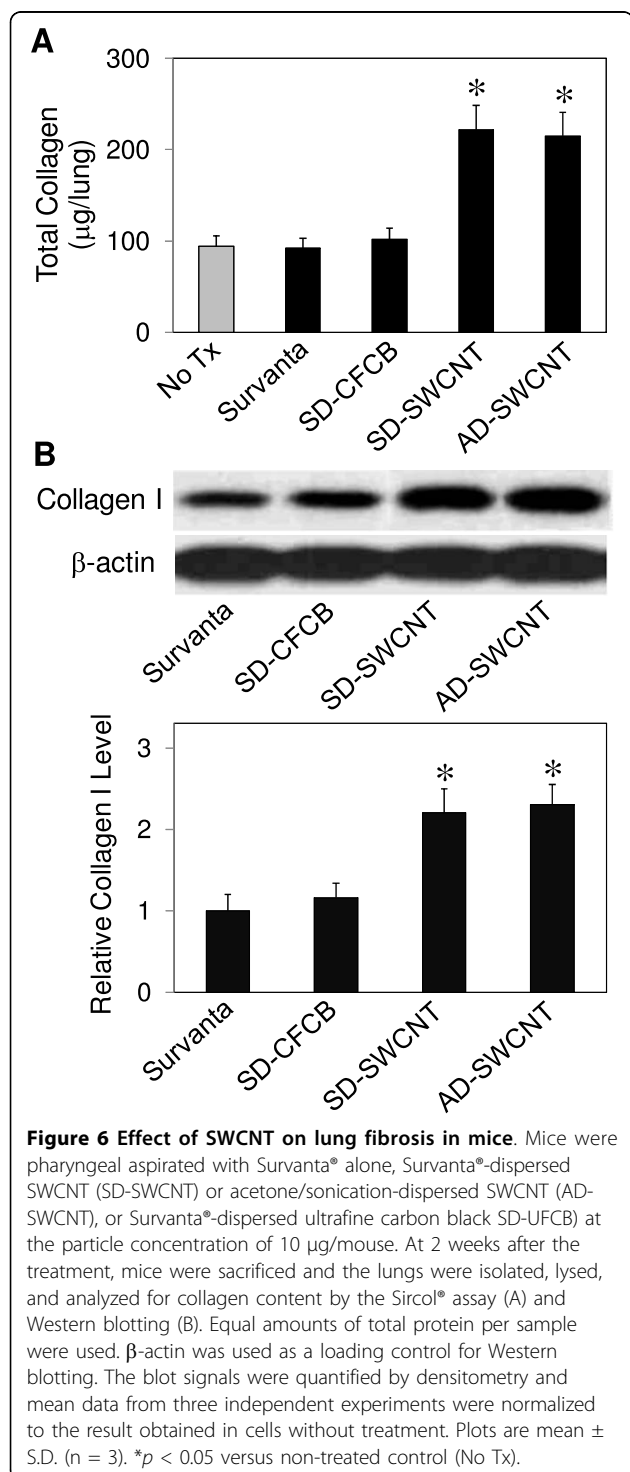 A
300
200
100
0
Total Collagen
(µg/lung)
*
*
No Tx
Survanta
SD-CFCB
SD-SWCNT
AD-SWCNT
B
Collagen I
β-actin
Survanta
SD-CFCB
SD-SWCNT
AD-SWCNT
3
2
1
0
Relative Collagen I Level
*
*
Survanta
SD-CFCB
SD-SWCNT
AD-SWCNT
Figure 6 Effect of SWCNT on lung fibrosis in mice. Mice were
pharyngeal aspirated with Survanta® alone, Survanta®-dispersed
SWCNT (SD-SWCNT) or acetone/sonication-dispersed SWCNT (AD-
SWCNT), or Survanta®-dispersed ultrafine carbon black SD-UFCB) at
the particle concentration of 10 µg/mouse. At 2 weeks after the
treatment, mice were sacrificed and the lungs were isolated, lysed,
and analyzed for collagen content by the Sircol® assay (A) and
Western blotting (B). Equal amounts of total protein per sample
were used. β-actin was used as a loading control for Western
blotting. The blot signals were quantified by densitometry and
mean data from three independent experiments were normalized
to the result obtained in cells without treatment. Plots are mean ±
S.D. (n = 3). *p < 0.05 versus non-treated control (No Tx).